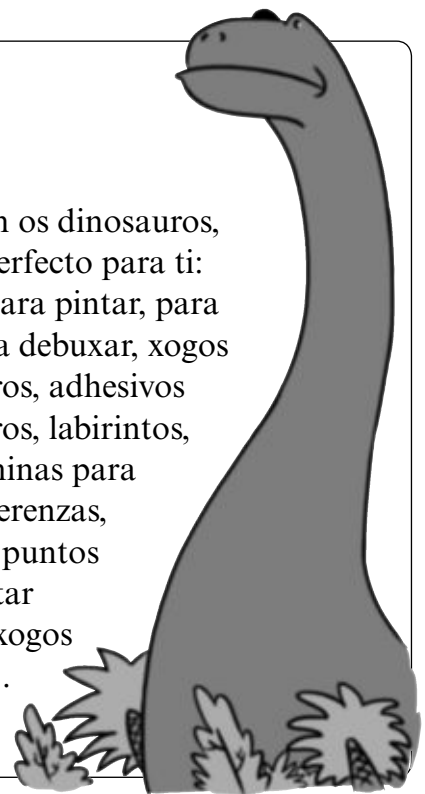 os dinosauros,
erfecto para ti:
ara pintar, para
a debuxar, xogos
ros, adhesivos
ros, labirintos,
ninas para
erenzas,
puntos
tar
xogos
.